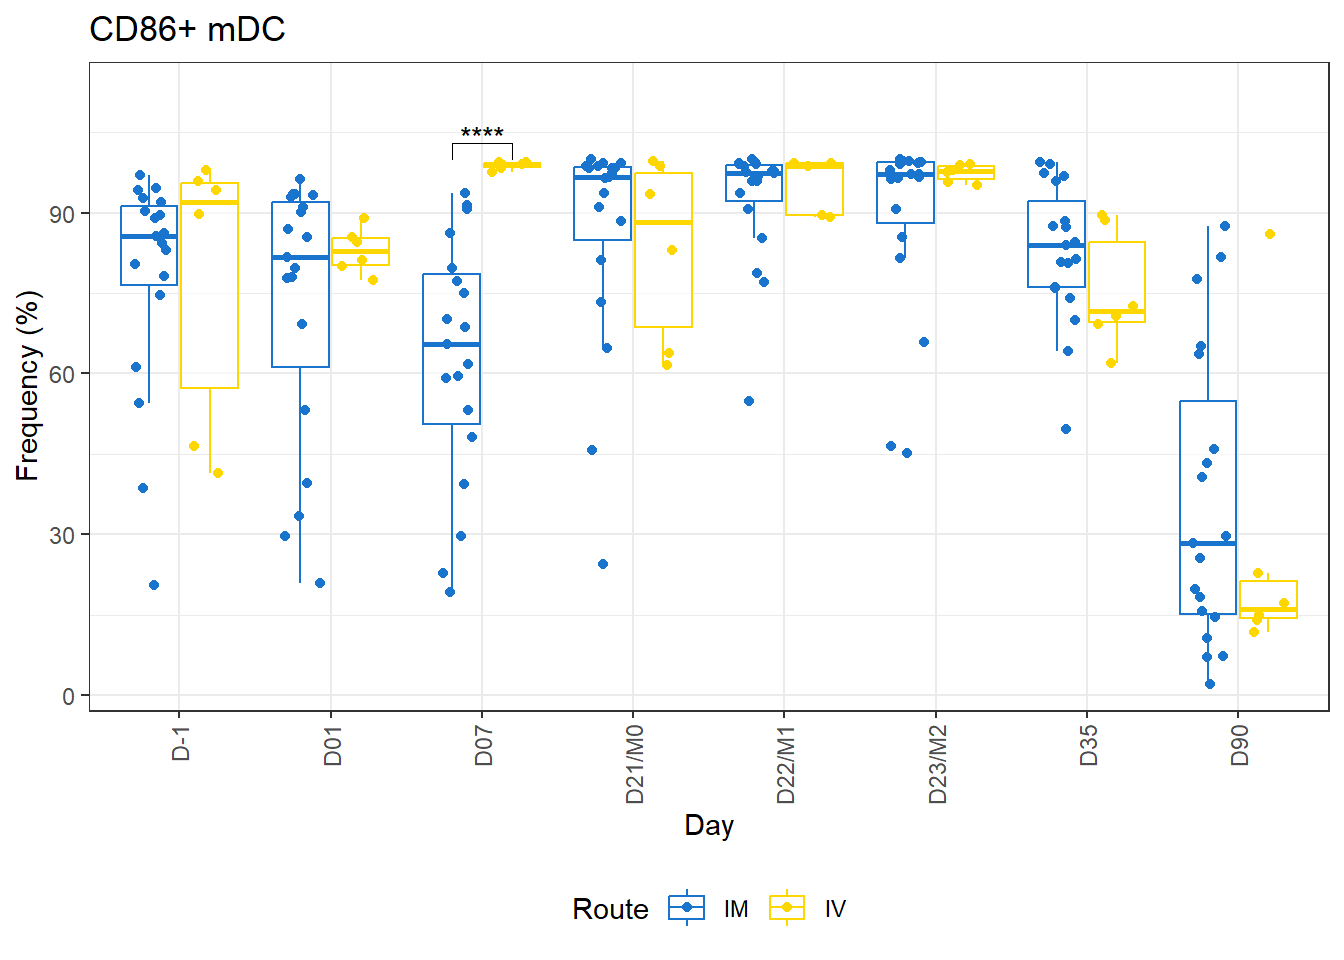 CD86+ mDC
****
90
60
30
0
Frequency (%)
D-1
D01
D07
D21/M0
D22/M1
D23/M2
D35
D90
Day
Route IM IV